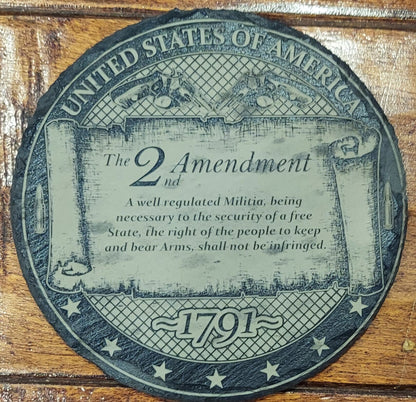 UNITED STATES OF AMERICA
The 2nd Amendment
A well regulated Militia, being
necessary to the security of a free
State, the right of the people to keep
and bear Arms, shall not be infringed.
1791